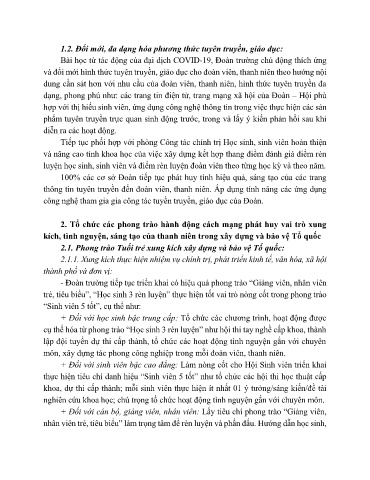 1.2. Đổi mới, đa dạng hóa phương thức tuyên truyền, giáo dục:
Bài học từ tác động của đại dịch COVID-19, Đoàn trường chủ động thích ứng
và đổi mới hình thức tuyên truyền, giáo dục cho đoàn viên, thanh niên theo hướng nội
dung cần sát hơn với nhu cầu của đoàn viên, thanh niên, hình thức tuyên truyền đa
dạng, phong phú như: các trang tin điện tử, trang mạng xã hội của Đoàn – Hội phù
hợp với thị hiếu sinh viên, ứng dụng công nghệ thông tin trong việc thực hiện các sản
phẩm tuyên truyền trực quan sinh động trước, trong và lấy ý kiến phản hồi sau khi
diễn ra các hoạt động.
Tiếp tục phối hợp với phòng Công tác chính trị Học sinh, sinh viên hoàn thiện
và nâng cao tính khoa học của việc xây dựng kết hợp thang điểm đánh giá điểm rèn
luyện học sinh, sinh viên và điểm rèn luyện đoàn viên theo từng học kỳ và theo năm.
100% các cơ sở Đoàn tiếp tục phát huy tính hiệu quả, sáng tạo của các trang
thông tin tuyên truyền đến đoàn viên, thanh niên. Áp dụng tính năng các ứng dụng
công nghệ tham gia gia công tác tuyên truyền, giáo dục của Đoàn.
2. Tổ chức các phong trào hành động cách mạng phát huy vai trò xung
kích, tình nguyện, sáng tạo của thanh niên trong xây dựng và bảo vệ Tổ quốc
2.1. Phong trào Tuổi trẻ xung kích xây dựng và bảo vệ Tổ quốc:
2.1.1. Xung kích thực hiện nhiệm vụ chính trị, phát triển kinh tế, văn hóa, xã hội
thành phố và đơn vị:
- Đoàn trường tiếp tục triển khai có hiệu quả phong trào “Giảng viên, nhân viên
trẻ, tiêu biểu”, “Học sinh 3 rèn luyện” thực hiện tốt vai trò nòng cốt trong phong trào
“Sinh viên 5 tốt”, cụ thể như:
+ Đối với học sinh bậc trung cấp: Tổ chức các chương trình, hoạt động được
cụ thể hóa từ phong trào “Học sinh 3 rèn luyện” như hội thi tay nghề cấp khoa, thành
lập đội tuyển dự thi cấp thành, tổ chức các hoạt động tình nguyện gắn với chuyên
môn, xây dựng tác phong công nghiệp trong mỗi đoàn viên, thanh niên.
+ Đối với sinh viên bậc cao đẳng: Làm nòng cốt cho Hội Sinh viên triển khai
thực hiện tiêu chí danh hiệu “Sinh viên 5 tốt” như tổ chức các hội thi học thuật cấp
khoa, dự thi cấp thành; mỗi sinh viên thực hiện ít nhất 01 ý tưởng/sáng kiến/đề tài
nghiên cứu khoa học; chú trọng tổ chức hoạt động tình nguyện gắn với chuyên môn.
+ Đối với cán bộ, giảng viên, nhân viên: Lấy tiêu chí phong trào “Giảng viên,
nhân viên trẻ, tiêu biểu” làm trọng tâm để rèn luyện và phấn đấu. Hướng dẫn học sinh,